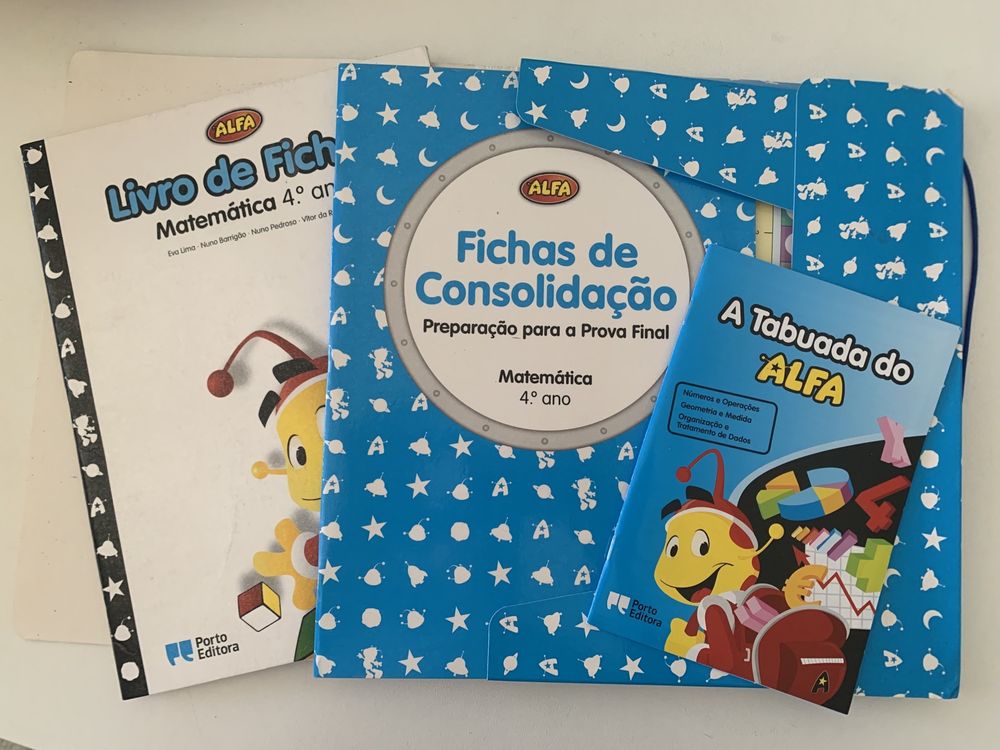 ALFA
Livro de Fich
Matemática 4.º an
Eva Lima · Nuno Barrigão · Nuno Pedroso · Vítor da R
Porto
Editora
ALFA
Fichas de
Consolidação
Preparação para a Prova Final
Matemática
4.º ano
A Tabuada do
ALFA
Números e Operações
Geometria e Medida
Organização e
Tratamento de Dados
4
Porto
Editora
A